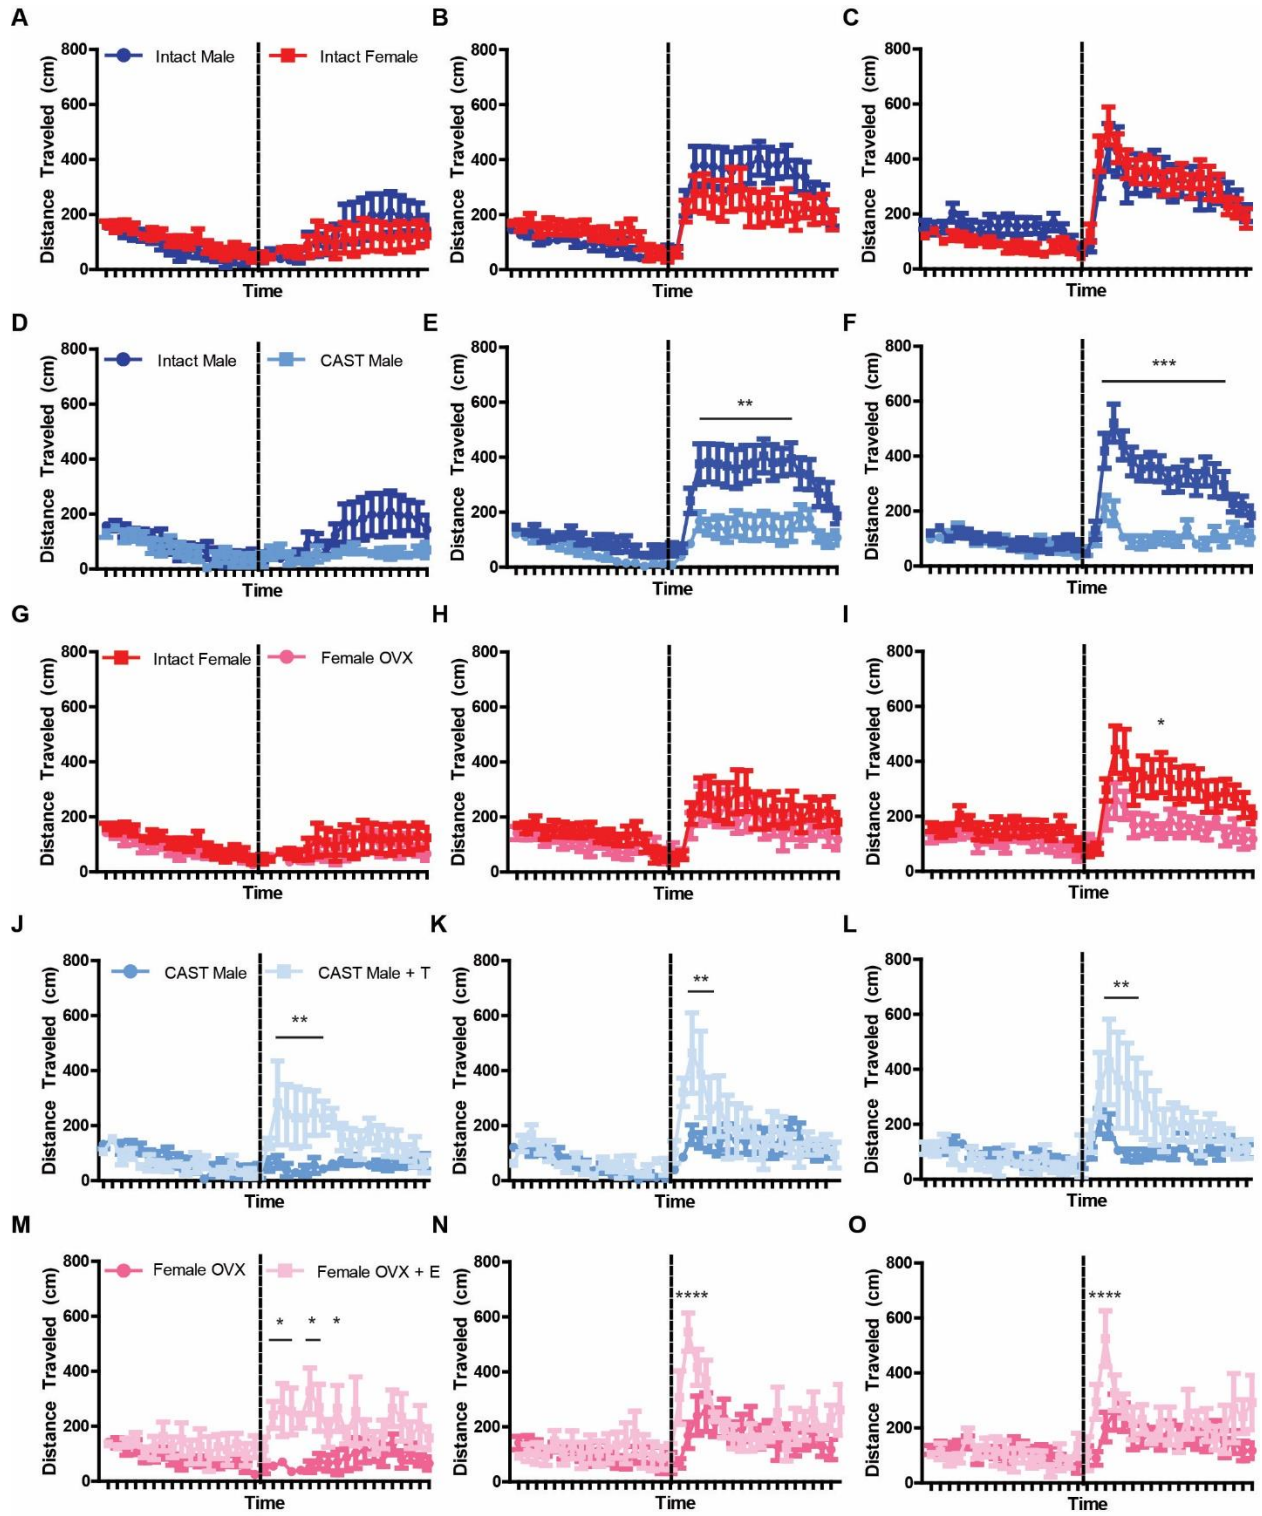 A
B
C
Distance Traveled (cm)
800
600
400
200
0
Intact Male
Intact Female
Time
Distance Traveled (cm)
800
600
400
200
0
Time
Distance Traveled (cm)
800
600
400
200
0
Time
D
E
F
Distance Traveled (cm)
800
600
400
200
0
Intact Male
CAST Male
Time
Distance Traveled (cm)
800
600
400
200
0
**
Time
Distance Traveled (cm)
800
600
400
200
0
***
Time
G
H
I
Distance Traveled (cm)
800
600
400
200
0
Intact Female
Female OVX
Time
Distance Traveled (cm)
800
600
400
200
0
Time
Distance Traveled (cm)
800
600
400
200
0
*
Time
J
K
L
Distance Traveled (cm)
800
600
400
200
0
CAST Male
CAST Male + T
**
Time
Distance Traveled (cm)
800
600
400
200
0
**
Time
Distance Traveled (cm)
800
600
400
200
0
**
Time
M
N
O
Distance Traveled (cm)
800
600
400
200
0
Female OVX
Female OVX + E
* * *
Time
Distance Traveled (cm)
800
600
400
200
0
****
Time
Distance Traveled (cm)
800
600
400
200
0
****
Time